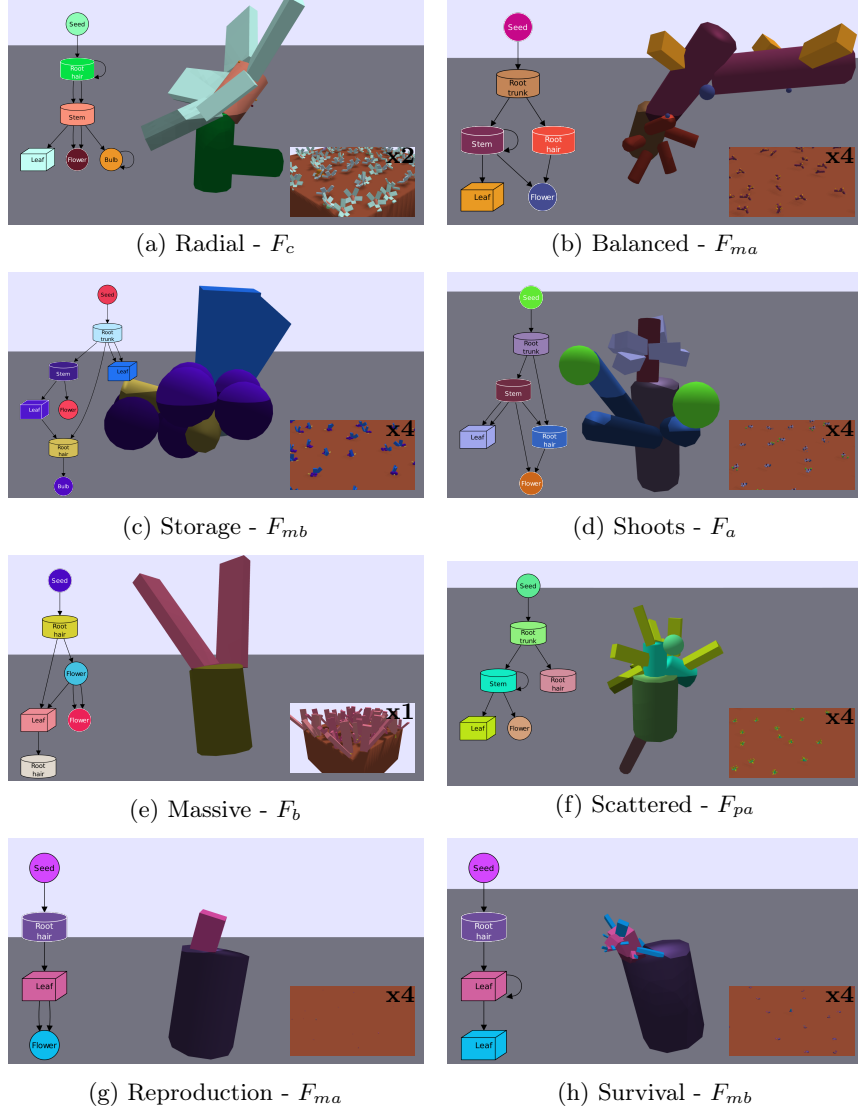 Seed
Root
hair
Stem
Leaf
Flower
Bulb
x2
(a) Radial - F_c
Seed
Root
trunk
Stem
Root
hair
Leaf
Flower
x4
(b) Balanced - F_ma
Seed
Root
trunk
Stem
Leaf
Leaf
Flower
Root
hair
Bulb
x4
(c) Storage - F_mb
Seed
Root
trunk
Stem
Leaf
Root
hair
Flower
x4
(d) Shoots - F_a
Seed
Root
hair
Flower
Leaf
Flower
Root
hair
x1
(e) Massive - F_b
Seed
Root
trunk
Stem
Root
hair
Leaf
Flower
x4
(f) Scattered - F_pa
Seed
Root
hair
Leaf
Flower
x4
(g) Reproduction - F_ma
Seed
Root
hair
Leaf
Leaf
x4
(h) Survival - F_mb